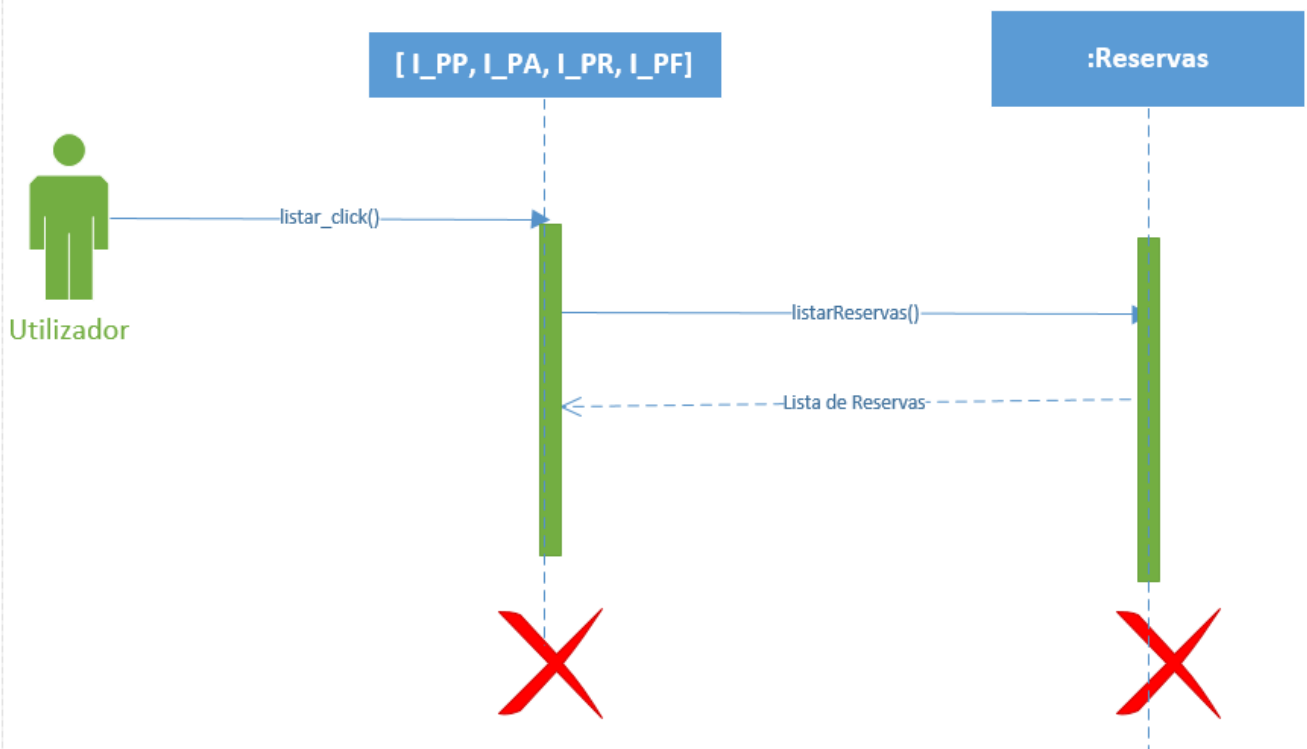 [ I_PP, I_PA, I_PR, I_PF]
:Reservas
listar_click()
listarReservas()
Utilizador
Lista de Reservas